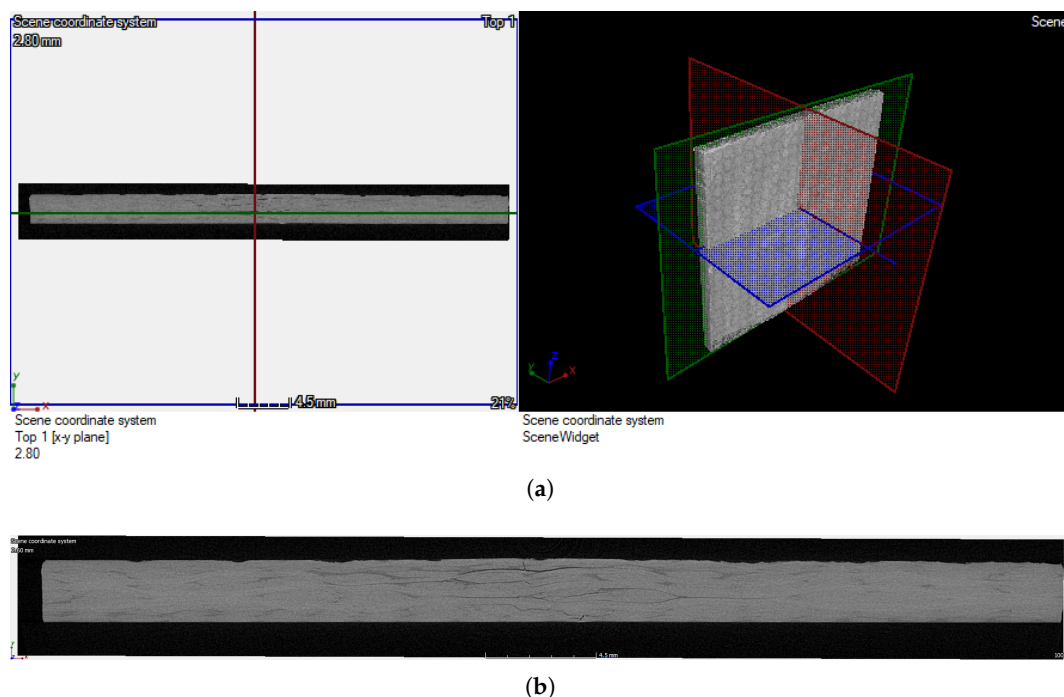 Scene coordinate system
Top 1
2.80 mm
Scene
y
x
4.5 mm
21%
Y
Z
X
Scene coordinate system
Top 1 [x-y plane]
2.80
Scene coordinate system
SceneWidget
(a)
Scene coordinate system
4.5 mm
100
(b)